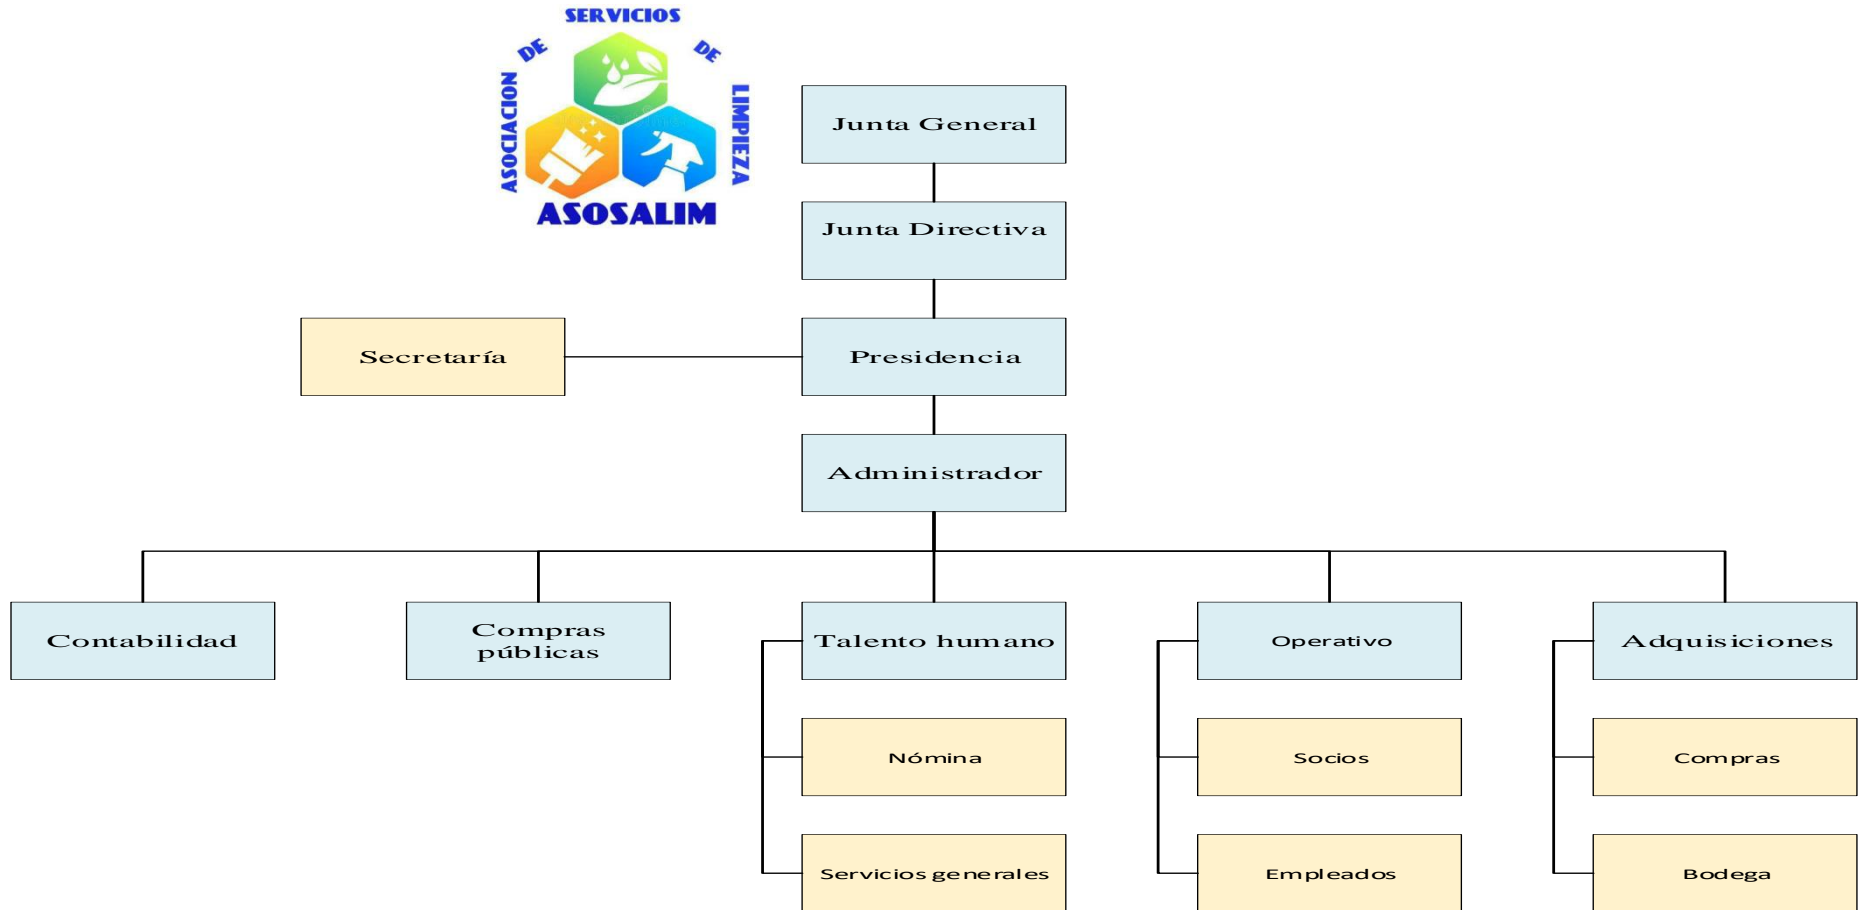 SERVICIOS
ASOCIACION DE DE LIMPIEZA
ASOSALIM
Junta General
Junta Directiva
Secretaría
Presidencia
Administrador
Contabilidad
Compras
públicas
Talento humano
Operativo
Adquisiciones
Nómina
Socios
Compras
Servicios generales
Empleados
Bodega